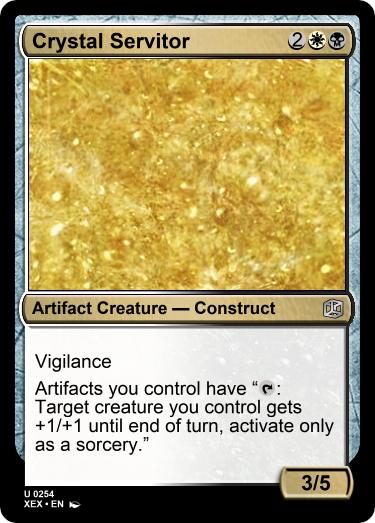 Crystal Servitor 2
Artifact Creature — Construct
Vigilance
Artifacts you control have “ :
Target creature you control gets
+1/+1 until end of turn, activate only
as a sorcery.”
3/5
U 0254
XEX • EN